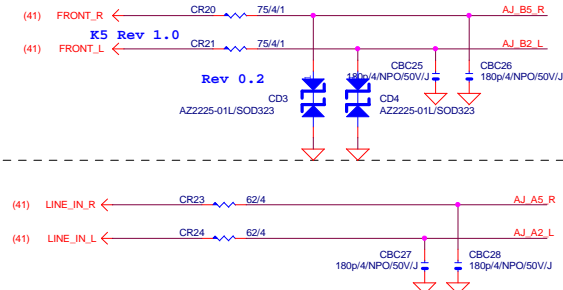 (41) FRONT_R CR20 75/4/1 AJ_B5_R
K5 Rev 1.0
(41) FRONT_L CR21 75/4/1 AJ_B2_L
Rev 0.2
CBC25 CBC26
180p/4/NPO/50V/J 180p/4/NPO/50V/J
CD3 CD4
AZ2225-01L/SOD323 AZ2225-01L/SOD323
(41) LINE_IN_R CR23 62/4 AJ_A5_R
(41) LINE_IN_L CR24 62/4 AJ_A2_L
CBC27 CBC28
180p/4/NPO/50V/J 180p/4/NPO/50V/J